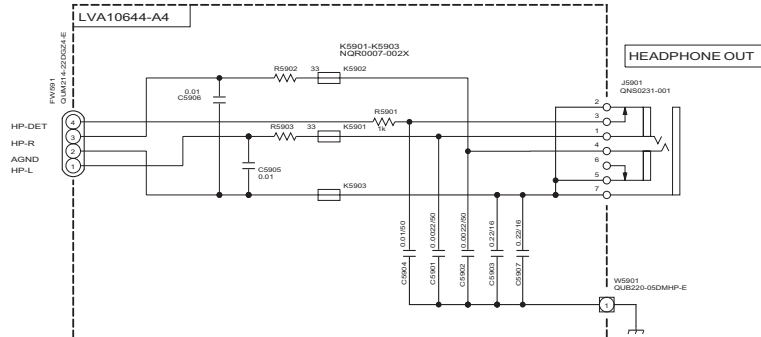 LVA10644-A4
K5901-K5903
NQR0007-002X
HEADPHONE OUT
FW591
QUM214-22DGZ4-E
R5902
33
K5902
J5901
QNS0231-001
0.01
C5906
2
R5901
4
3
HP-DET
R5903
33
K5901
1k
1
3
HP-R
4
2
6
AGND
C5905
0.01
5
1
HP-L
K5903
7
0.01/50
0.0022/50
0.0022/50
0.22/16
0.22/16
C5904
C5901
C5902
C5903
C5907
W5901
QUB220-05DMHP-E
1